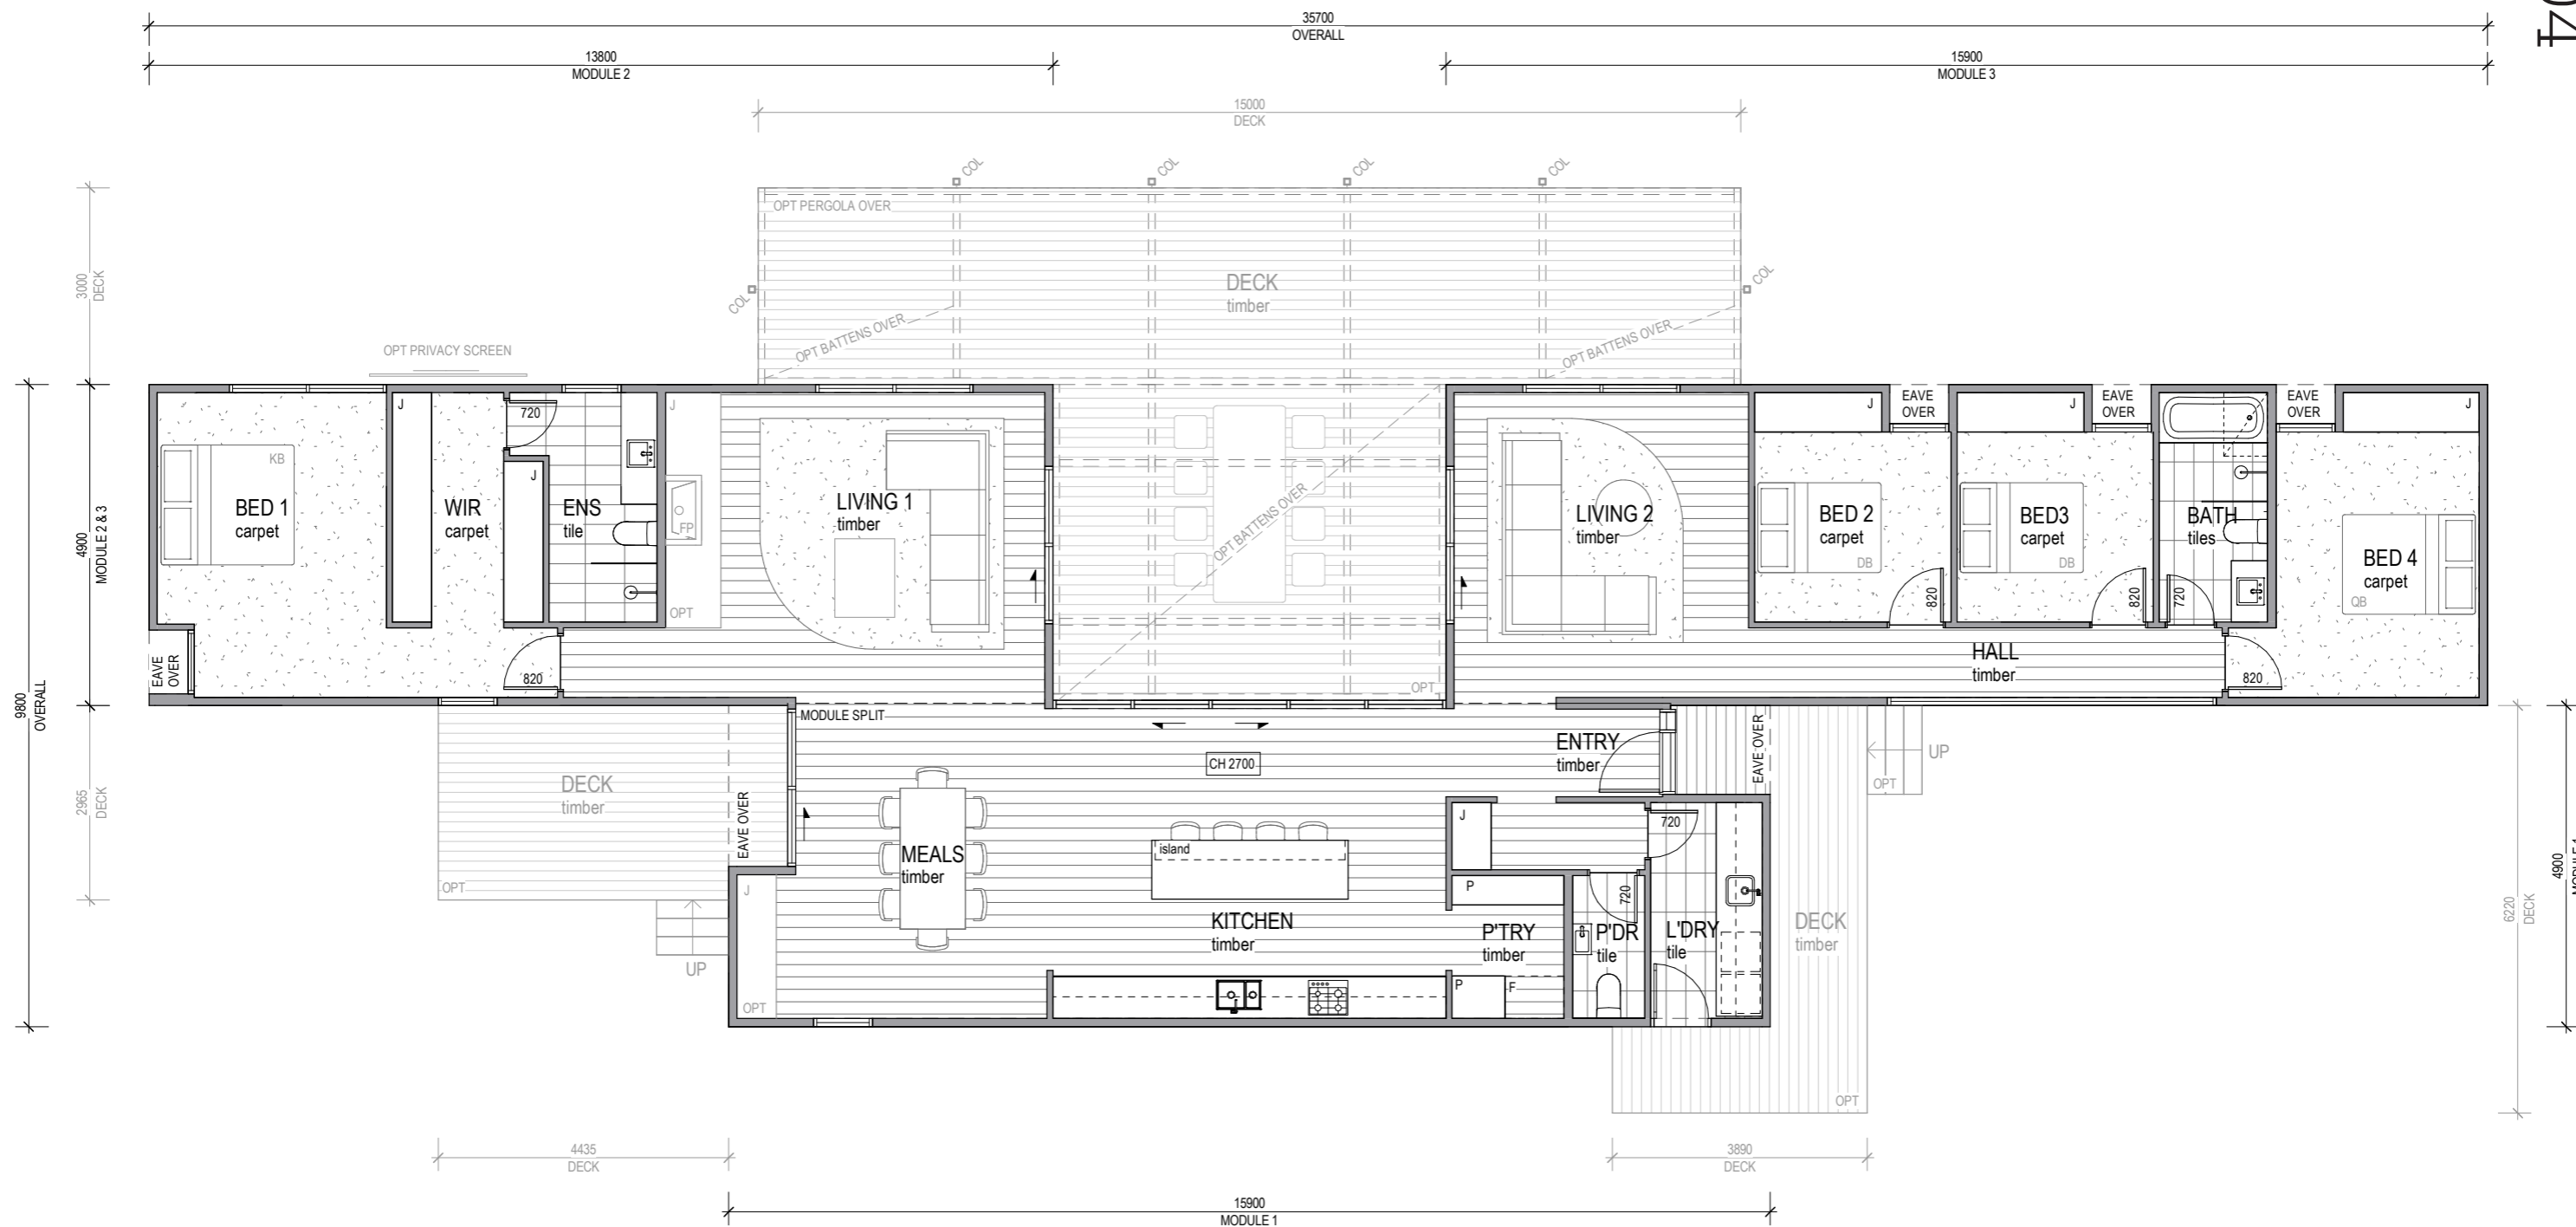 04
35700
OVERALL
13800
MODULE 2
15900
MODULE 3
15000
DECK
COL
COL
COL
COL
OPT PERGOLA OVER
3000
DECK
DECK
timber
COL
COL
OPT BATTENS OVER
OPT BATTENS OVER
OPT PRIVACY SCREEN
J
720
J
J
EAVE
OVER
J
EAVE
OVER
EAVE
OVER
J
KB
J
BED 1
carpet
WIR
carpet
ENS
tile
FP
LIVING 1
timber
OPT BATTENS OVER
LIVING 2
timber
BED 2
carpet
DB
BED3
carpet
DB
BATH
tiles
BED 4
carpet
QB
4900
MODULE 2 & 3
OPT
820
820
720
EAVE
OVER
820
OPT
HALL
timber
820
9800
OVERALL
MODULE SPLIT
CH 2700
ENTRY
timber
EAVE OVER
UP
OPT
2965
DECK
DECK
timber
EAVE OVER
OPT
MEALS
timber
island
J
720
4900
MODULE 1
J
P
720
KITCHEN
timber
P'TRY
timber
P'DR
tile
L'DRY
tile
DECK
timber
6220
DECK
UP
OPT
P
F
OPT
4435
DECK
3890
DECK
15900
MODULE 1